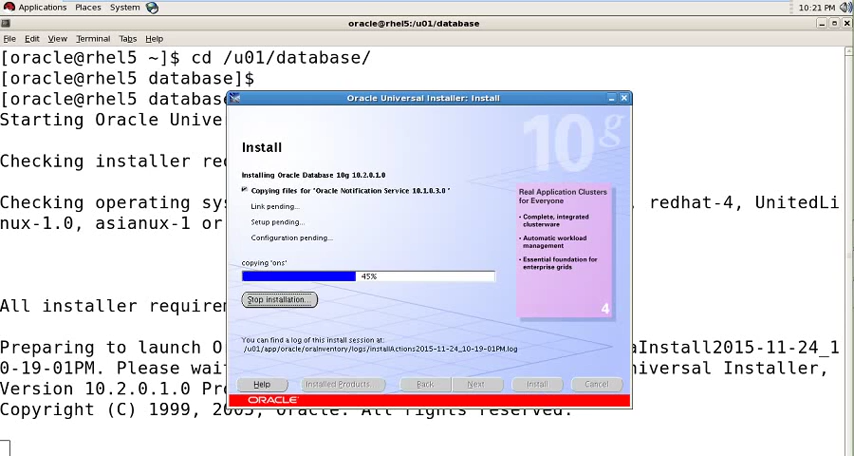 Applications Places System 10:21 PM
oracle@rhel5:/u01/database
File Edit View Terminal Tabs Help
[oracle@rhel5 ~]$ cd /u01/database/
[oracle@rhel5 database]$
[oracle@rhel5 databas
Starting Oracle Unive
Checking installer re
Checking operating sys , redhat-4, UnitedLi
nux-1.0, asianux-1 or
All installer requirem
Preparing to launch O aInstall2015-11-24_1
0-19-01PM. Please wai niversal Installer,
Version 10.2.0.1.0 Pr
Copyright (C) 1999, 2005, Oracle. All rights reserved.
Oracle Universal Installer: Install
10g
Install
Installing Oracle Database 10g 10.2.0.1.0
Copying files for 'Oracle Notification Service 10.1.0.3.0 '
Link pending...
Setup pending...
Configuration pending...
copying 'ons'
45%
Stop installation...
Real Application Clusters
for Everyone
• Complete, integrated
clusterware
• Automatic workload
management
• Essential foundation for
enterprise grids
4
You can find a log of this install session at:
/u01/app/oracle/oraInventory/logs/installActions2015-11-24_10-19-01PM.log
Help Installed Products... Back Next Install Cancel
ORACLE